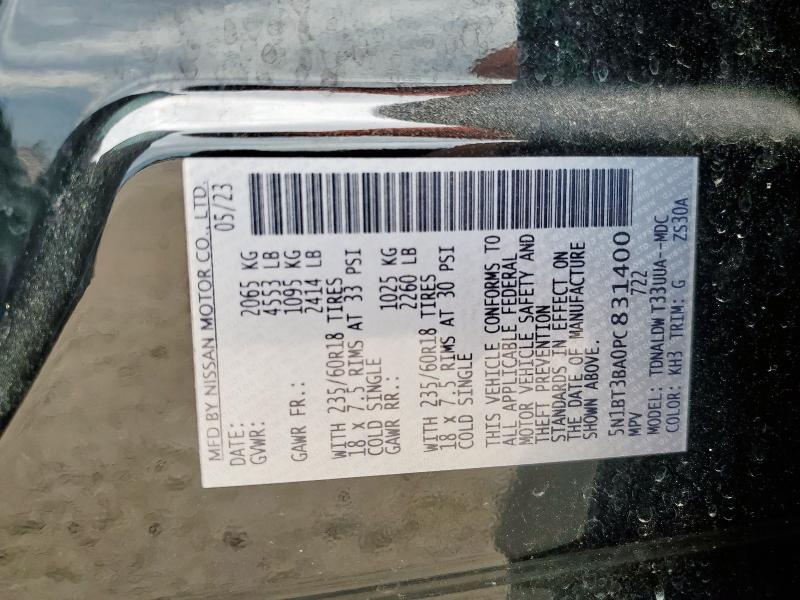 MFD BY NISSAN MOTOR CO., LTD.
DATE: 05/23
GVWR: 2065 KG
4553 LB
GAWR FR.: 1095 KG
2414 LB
WITH 235/60R18 TIRES
18 X 7.5 RIMS AT 33 PSI
COLD SINGLE
GAWR RR.: 1025 KG
2260 LB
WITH 235/60R18 TIRES
18 X 7.5 RIMS AT 30 PSI
COLD SINGLE
THIS VEHICLE CONFORMS TO
ALL APPLICABLE FEDERAL
MOTOR VEHICLE SAFETY AND
THEFT PREVENTION
STANDARDS IN EFFECT ON
THE DATE OF MANUFACTURE
SHOWN ABOVE.
5N1BT3BA0PC831400
MPV 722
MODEL: TDNALDW T33UUA--MDC
COLOR: KH3 TRIM: G ZS30A